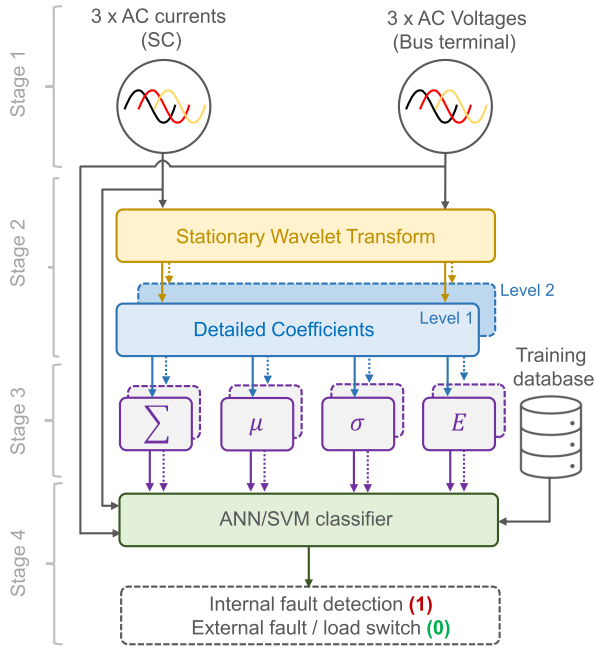 3 x AC currents
(SC)
3 x AC Voltages
(Bus terminal)
Stage 1
Stage 2
Stationary Wavelet Transform
Level 2
Level 1
Detailed Coefficients
Training
database
Stage 3
∑
μ
σ
E
Stage 4
ANN/SVM classifier
Internal fault detection (1)
External fault / load switch (0)